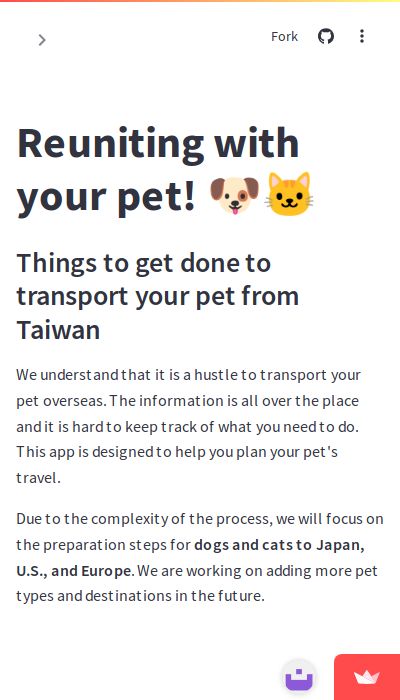 Fork
Reuniting with
your pet! 🐶🐱
Things to get done to
transport your pet from
Taiwan
We understand that it is a hustle to transport your
pet overseas. The information is all over the place
and it is hard to keep track of what you need to do.
This app is designed to help you plan your pet's
travel.
Due to the complexity of the process, we will focus on
the preparation steps for dogs and cats to Japan,
U.S., and Europe. We are working on adding more pet
types and destinations in the future.